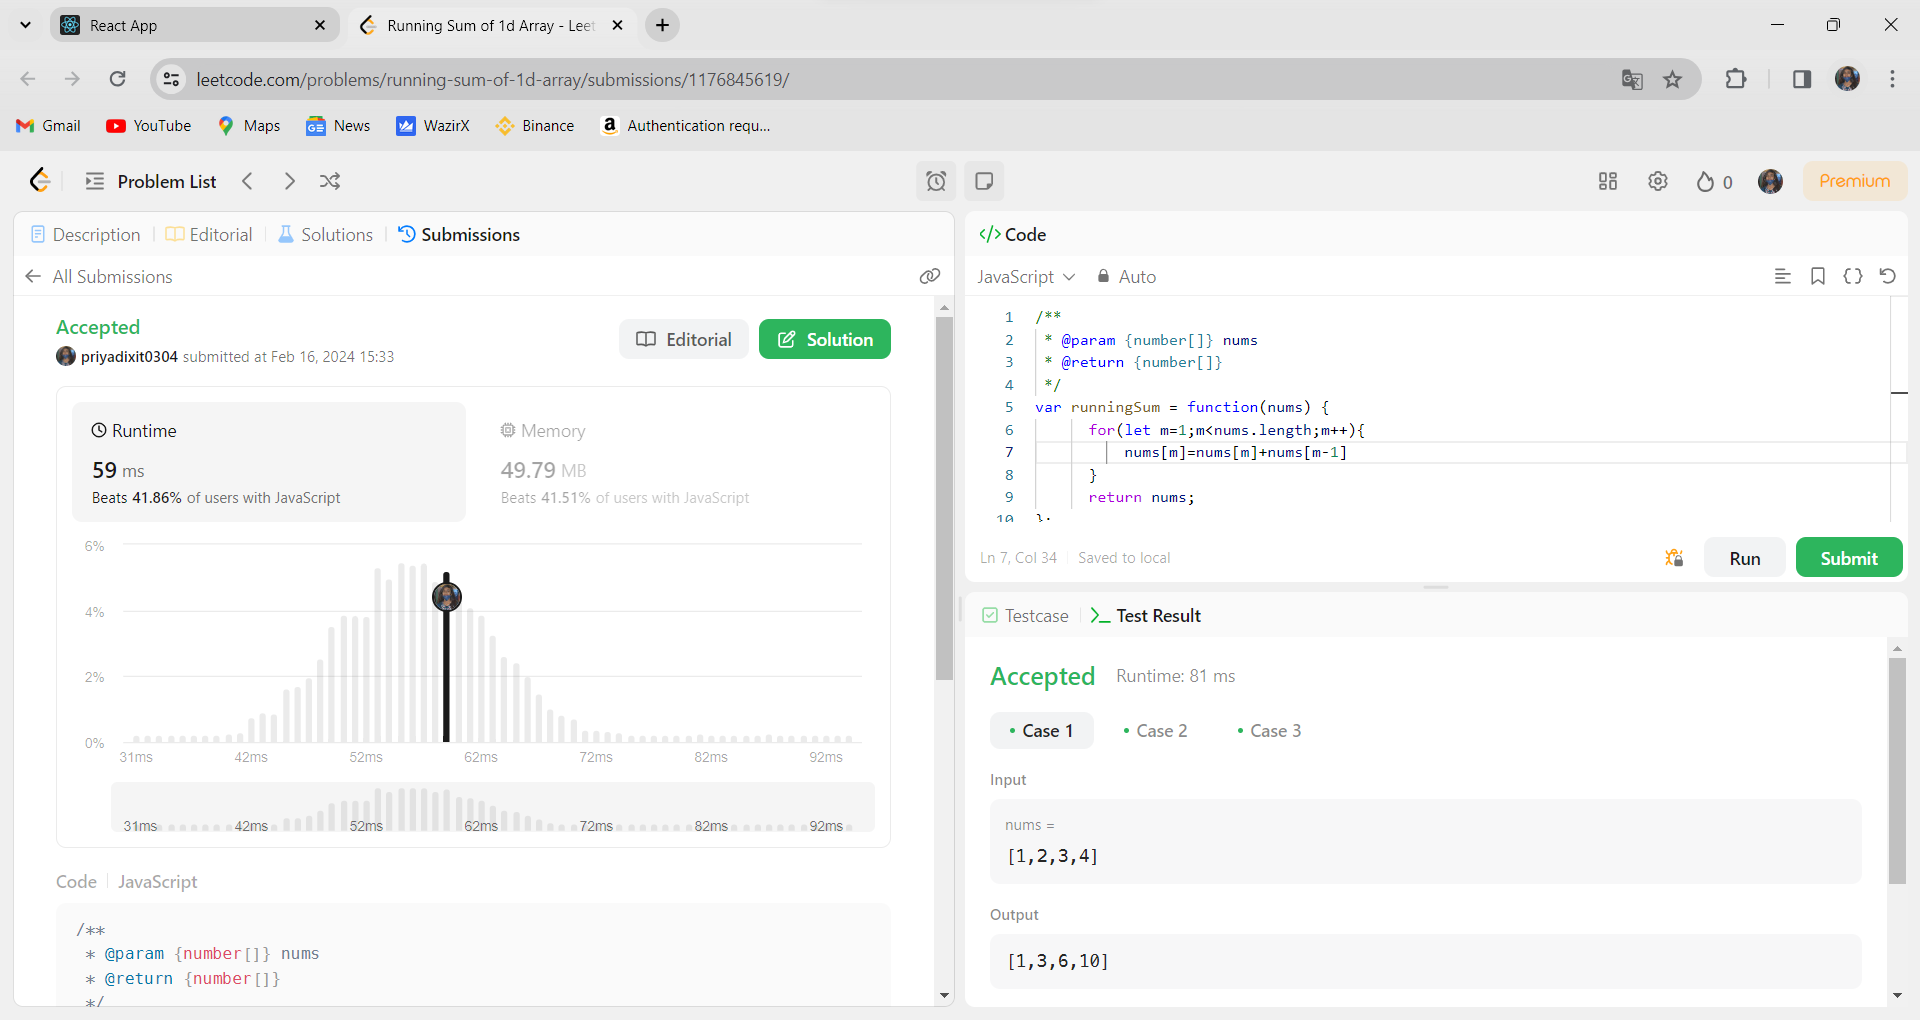 React App
Running Sum of 1d Array - Leet
leetcode.com/problems/running-sum-of-1d-array/submissions/1176845619/
Gmail
YouTube
Maps
News
WazirX
Binance
Authentication requ...
Problem List
0
Premium
Description
Editorial
Solutions
Submissions
All Submissions
Accepted
priyadixit0304 submitted at Feb 16, 2024 15:33
Editorial
Solution
Runtime
59 ms
Beats 41.86% of users with JavaScript
Memory
49.79 MB
Beats 41.51% of users with JavaScript
6%
4%
2%
0%
31ms 42ms 52ms 62ms 72ms 82ms 92ms
31ms 42ms 52ms 62ms 72ms 82ms 92ms
Code | JavaScript
/**
* @param {number[]} nums
* @return {number[]}
*/
</> Code
JavaScript
Auto
1 /**
2 * @param {number[]} nums
3 * @return {number[]}
4 */
5 var runningSum = function(nums) {
6 for(let m=1;m<nums.length;m++){
7 nums[m]=nums[m]+nums[m-1]
8 }
9 return nums;
10 };
Ln 7, Col 34
Saved to local
Run
Submit
Testcase
Test Result
Accepted
Runtime: 81 ms
• Case 1
• Case 2
• Case 3
Input
nums =
[1,2,3,4]
Output
[1,3,6,10]